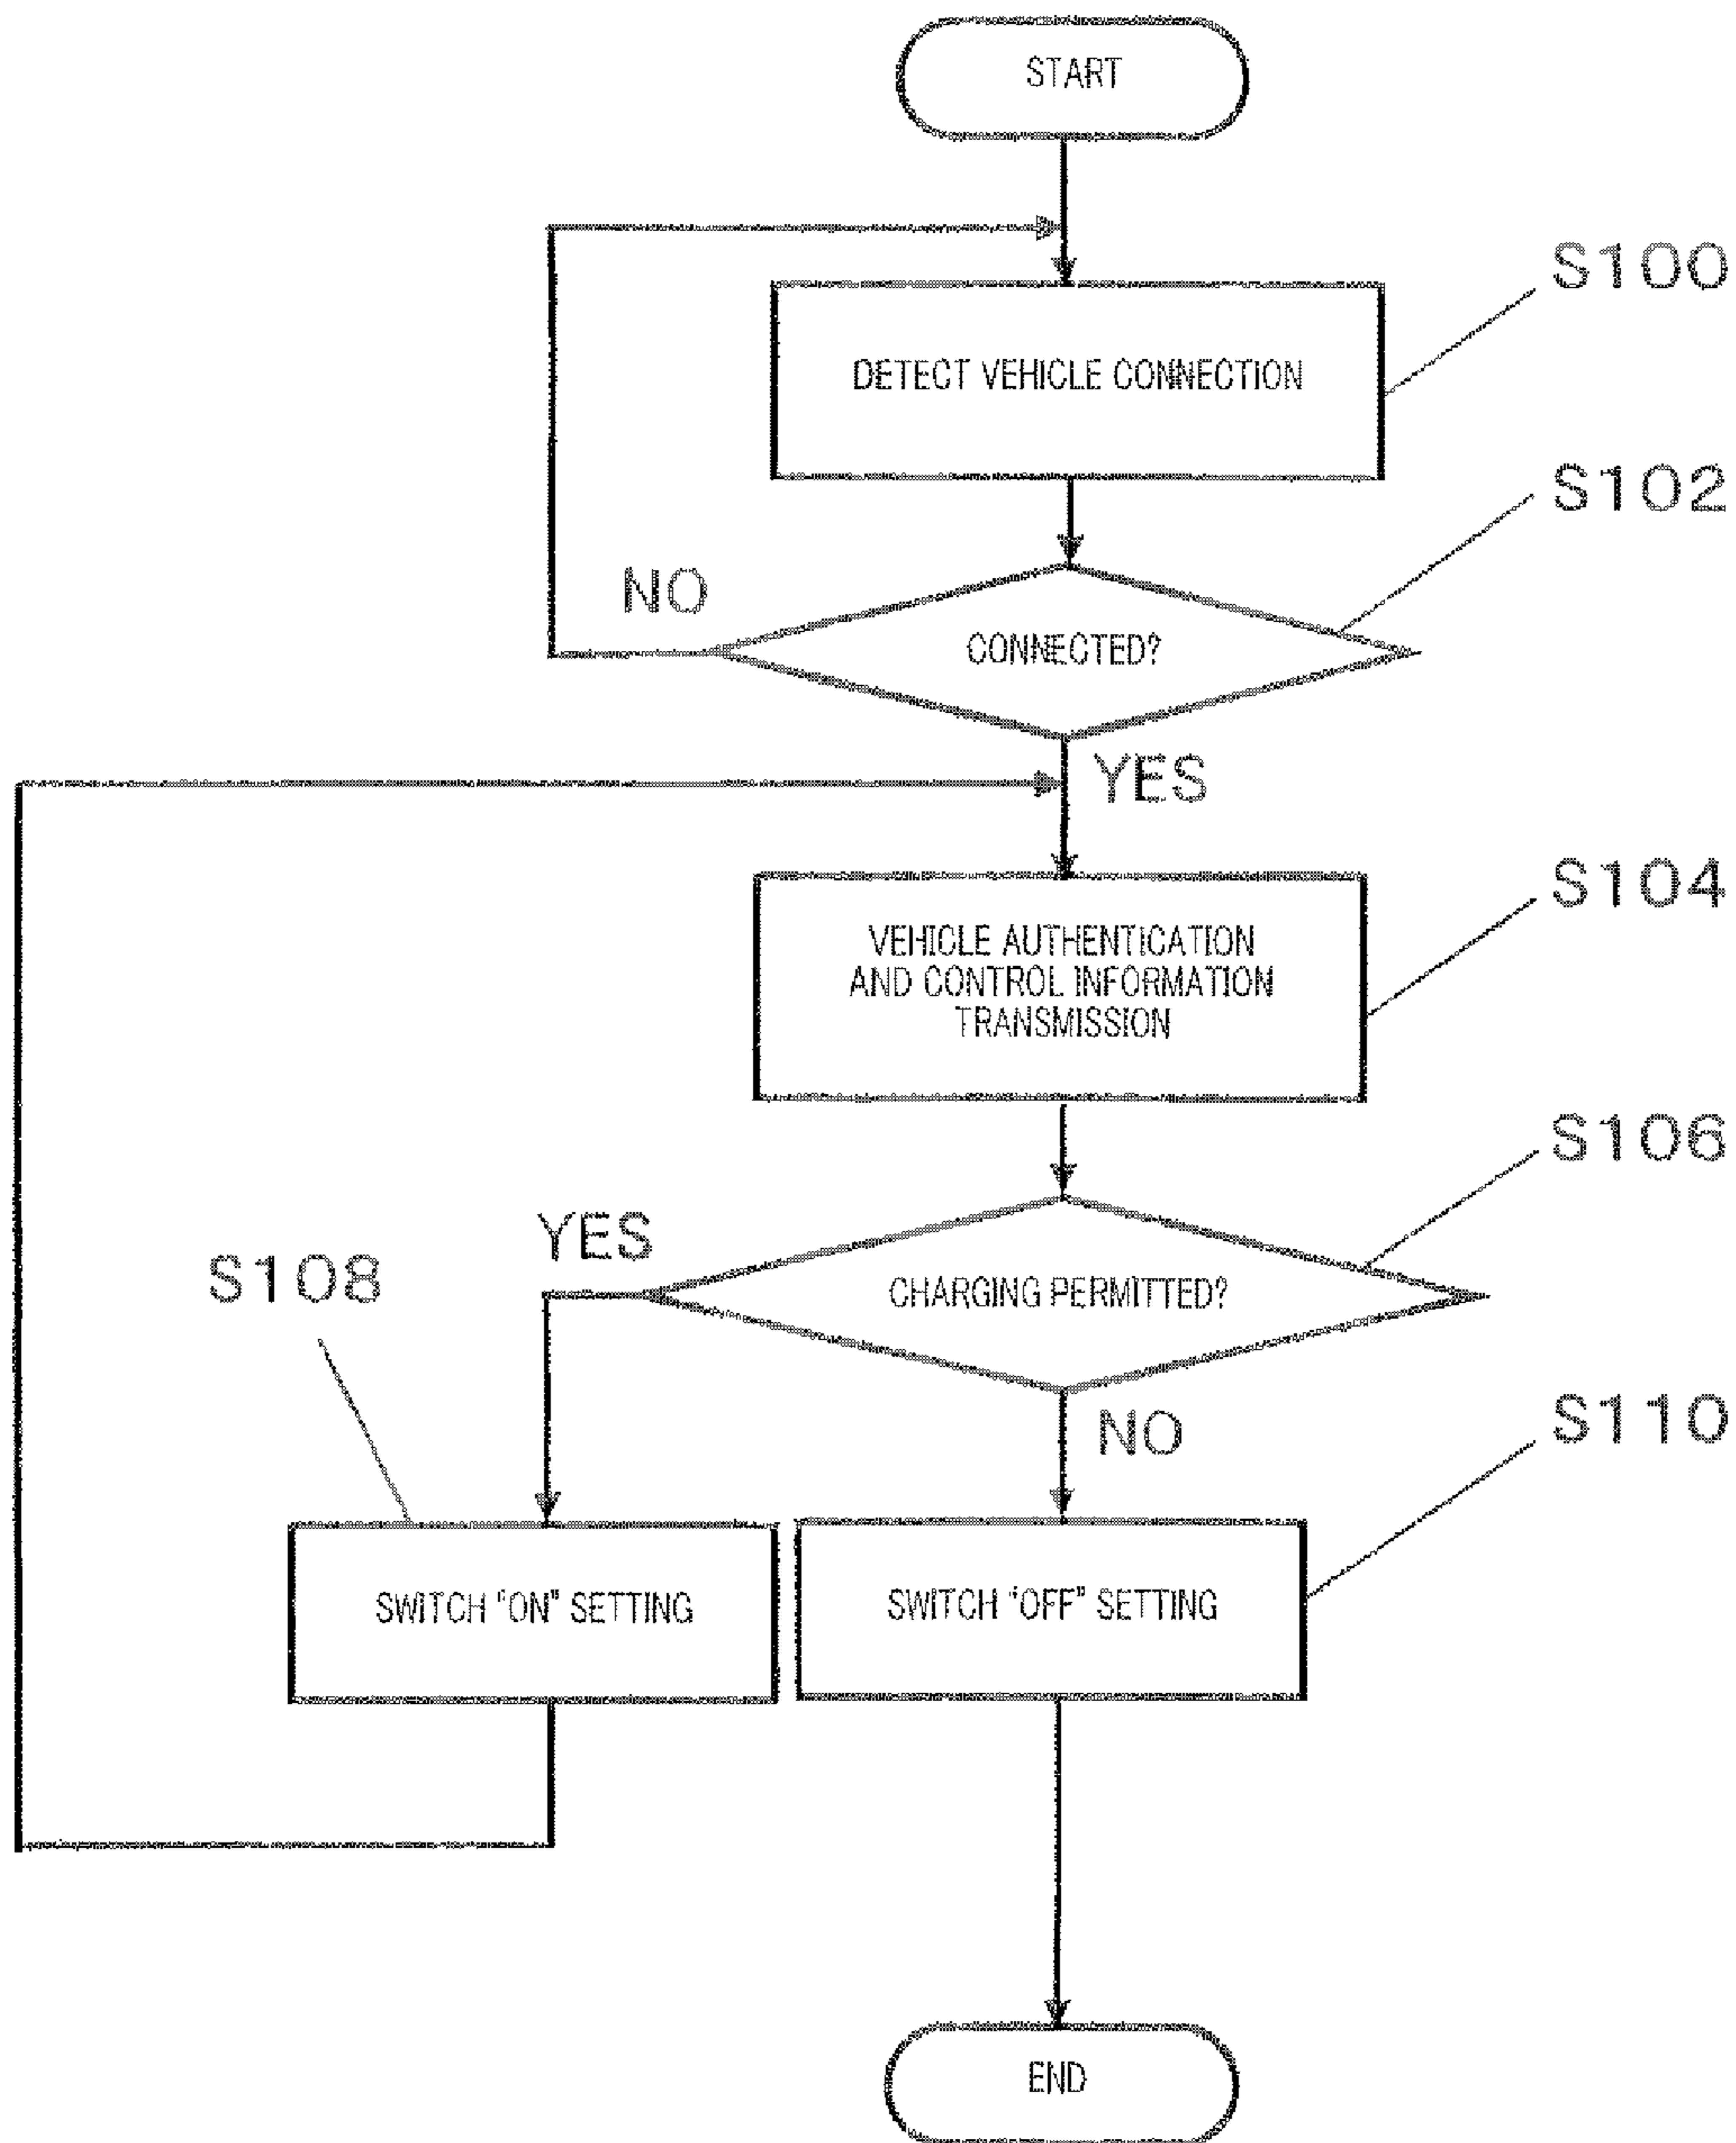 START
S100
DETECT VEHICLE CONNECTION
S102
NO
CONNECTED?
YES
S104
VEHICLE AUTHENTICATION
AND CONTROL INFORMATION
TRANSMISSION
S106
YES
CHARGING PERMITTED?
S108
NO
S110
SWITCH "ON" SETTING
SWITCH "OFF" SETTING
END